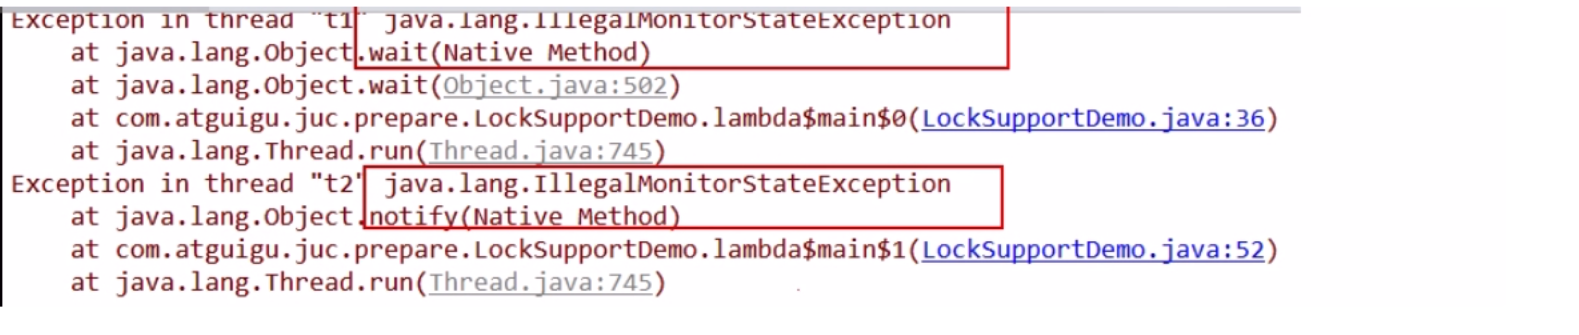 Exception in thread "t1" java.lang.IllegalMonitorStateException
at java.lang.Object.wait(Native Method)
at java.lang.Object.wait(Object.java:502)
at com.atguigu.juc.prepare.LockSupportDemo.lambda$main$0(LockSupportDemo.java:36)
at java.lang.Thread.run(Thread.java:745)
Exception in thread "t2" java.lang.IllegalMonitorStateException
at java.lang.Object.notify(Native Method)
at com.atguigu.juc.prepare.LockSupportDemo.lambda$main$1(LockSupportDemo.java:52)
at java.lang.Thread.run(Thread.java:745)